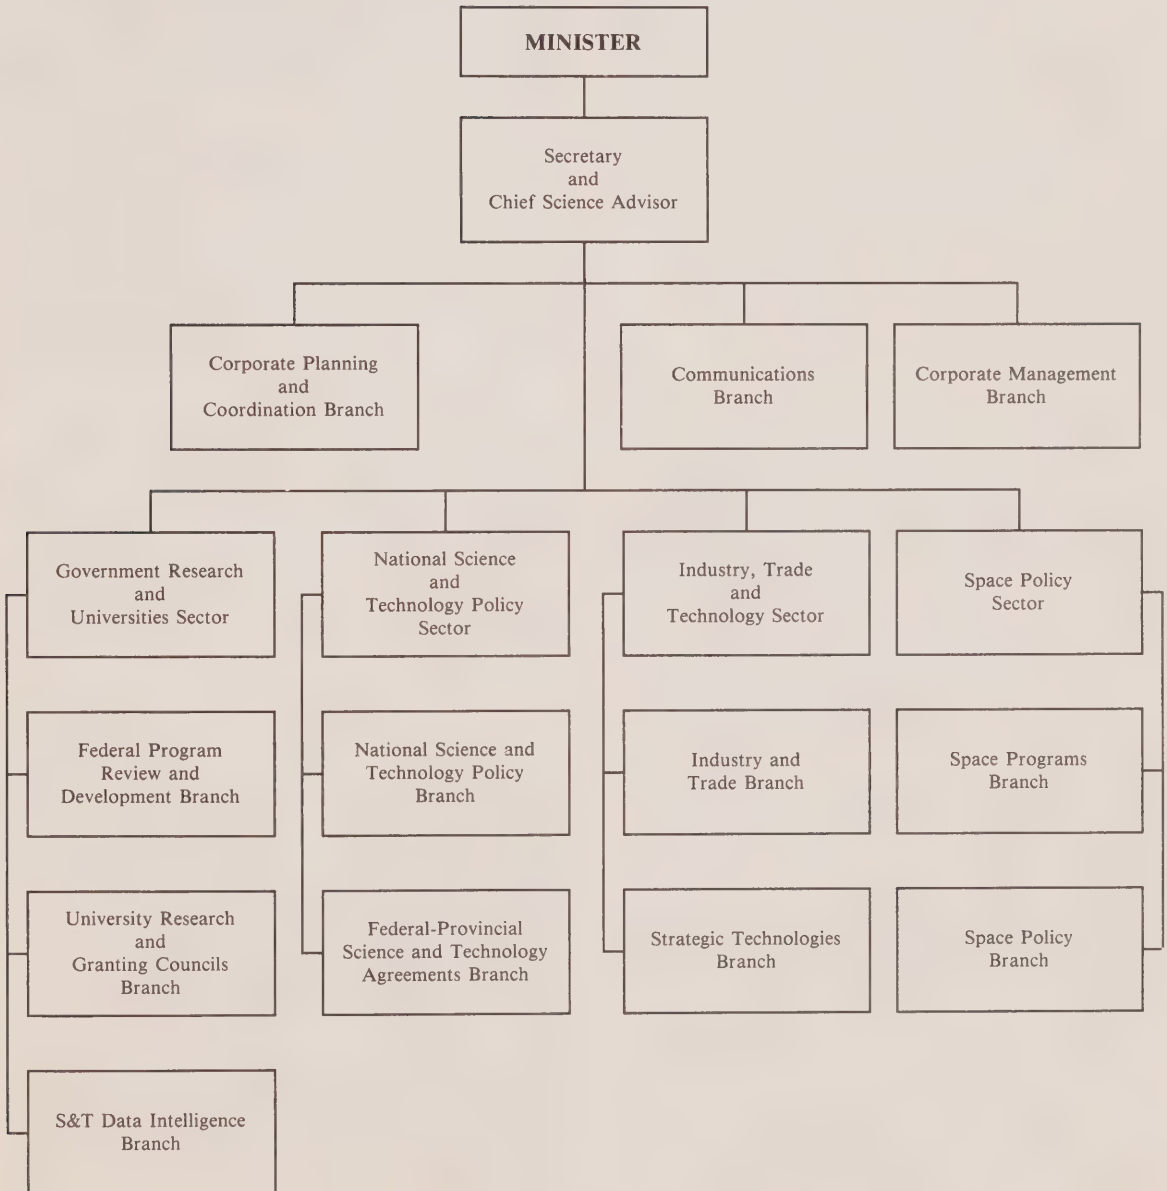 MINISTER
Secretary
and
Chief Science Advisor
Corporate Planning
and
Coordination Branch
Communications
Branch
Corporate Management
Branch
Government Research
and
Universities Sector
National Science
and
Technology Policy
Sector
Industry, Trade
and
Technology Sector
Space Policy
Sector
Federal Program
Review and
Development Branch
National Science and
Technology Policy
Branch
Industry and
Trade Branch
Space Programs
Branch
University Research
and
Granting Councils
Branch
Federal-Provincial
Science and Technology
Agreements Branch
Strategic Technologies
Branch
Space Policy
Branch
S&T Data Intelligence
Branch